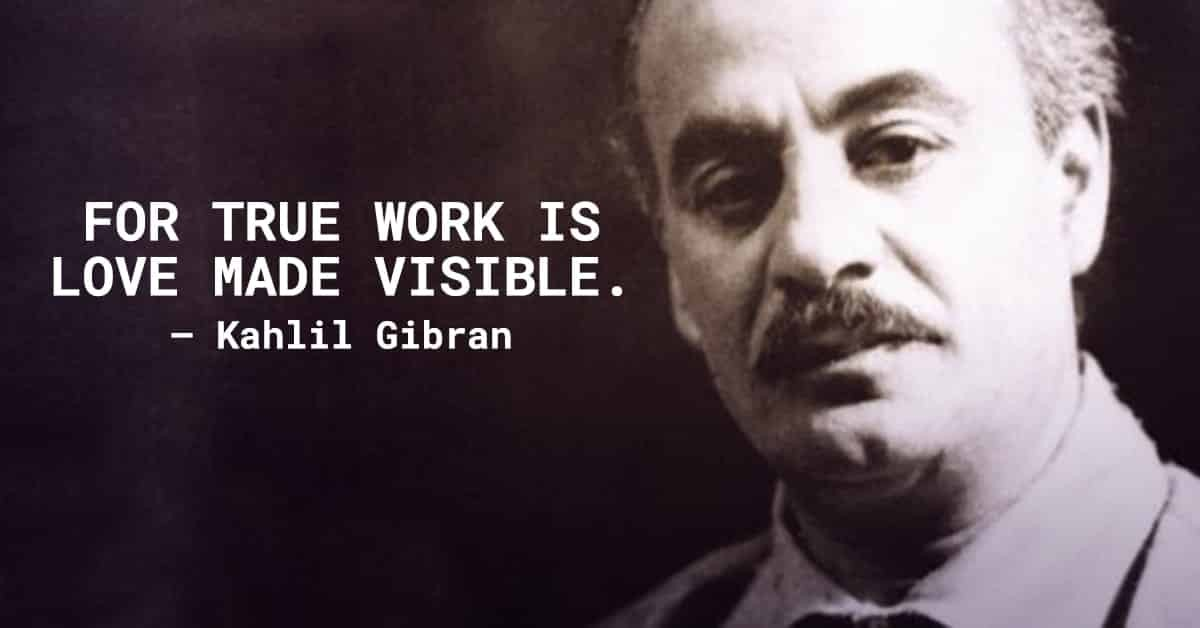 FOR TRUE WORK IS
LOVE MADE VISIBLE.
– Kahlil Gibran